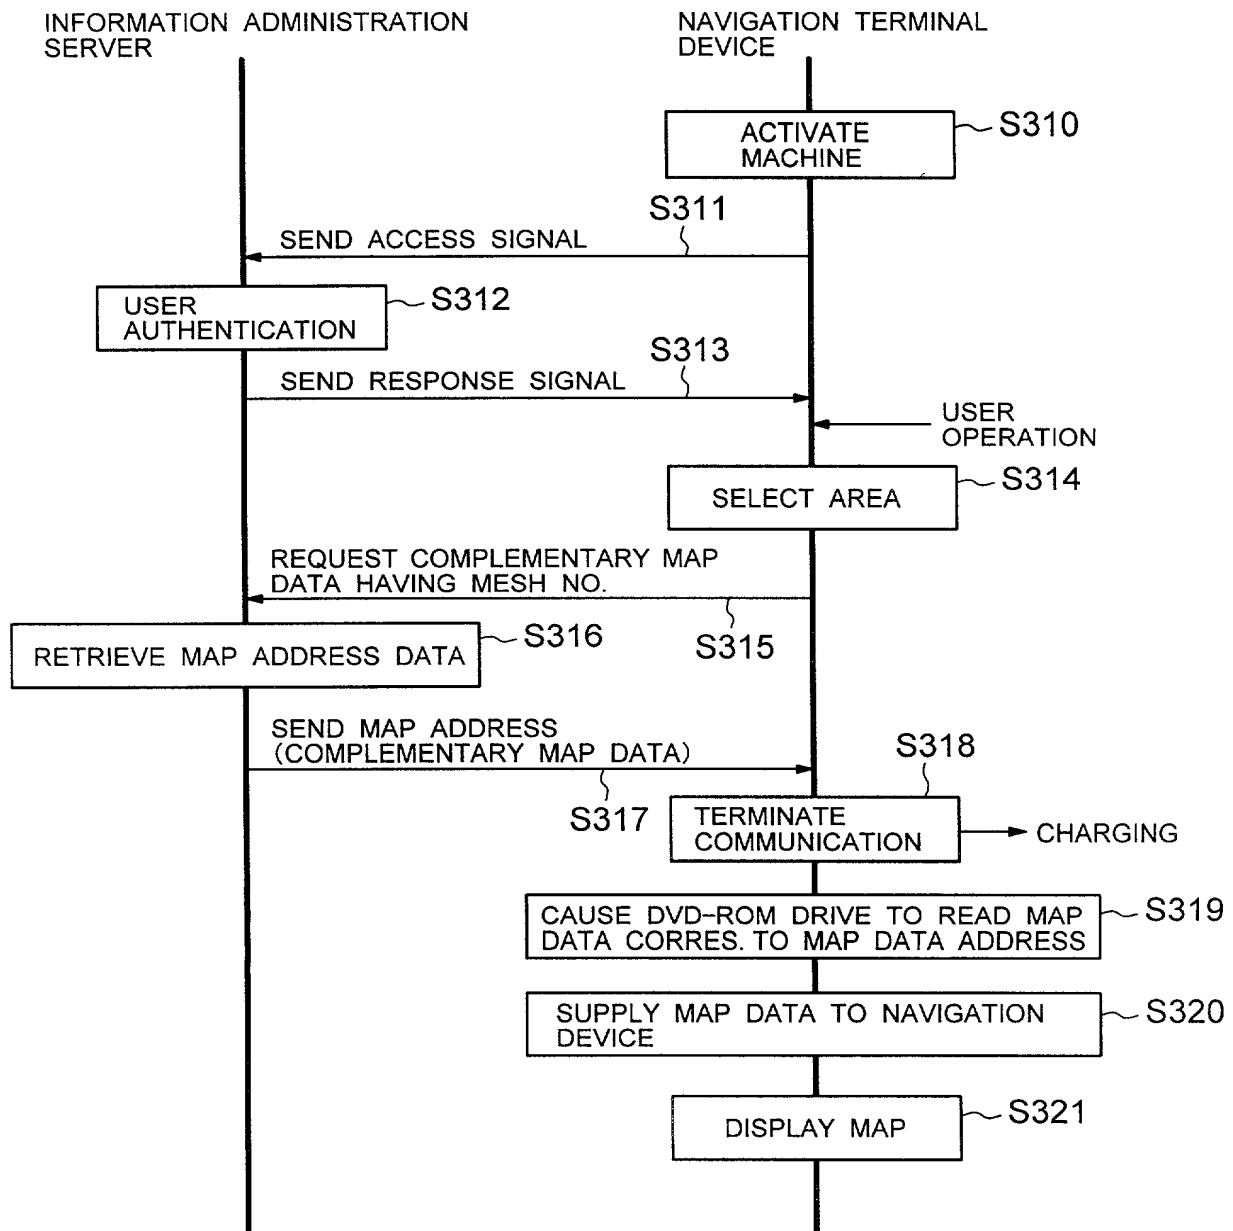 INFORMATION ADMINISTRATION
SERVER
NAVIGATION TERMINAL
DEVICE
ACTIVATE
MACHINE
S310
S311
SEND ACCESS SIGNAL
USER
AUTHENTICATION
S312
S313
SEND RESPONSE SIGNAL
USER
OPERATION
SELECT AREA
S314
REQUEST COMPLEMENTARY MAP
DATA HAVING MESH NO.
S315
RETRIEVE MAP ADDRESS DATA
S316
SEND MAP ADDRESS
(COMPLEMENTARY MAP DATA)
S317
S318
TERMINATE
COMMUNICATION
CHARGING
CAUSE DVD-ROM DRIVE TO READ MAP
DATA CORRES. TO MAP DATA ADDRESS
S319
SUPPLY MAP DATA TO NAVIGATION
DEVICE
S320
DISPLAY MAP
S321